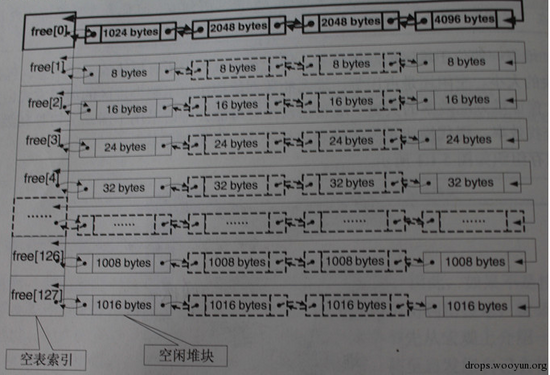 free[0] 1024 bytes 2048 bytes 2048 bytes 4096 bytes
free[1] 8 bytes 8 bytes 8 bytes 8 bytes
free[2] 16 bytes 16 bytes 16 bytes 16 bytes
free[3] 24 bytes 24 bytes 24 bytes 24 bytes
free[4] 32 bytes 32 bytes 32 bytes 32 bytes
…… …… …… …… ……
free[126] 1008 bytes 1008 bytes 1008 bytes 1008 bytes
free[127] 1016 bytes 1016 bytes 1016 bytes 1016 bytes
空表索引 空闲堆块
drops.wooyun.org